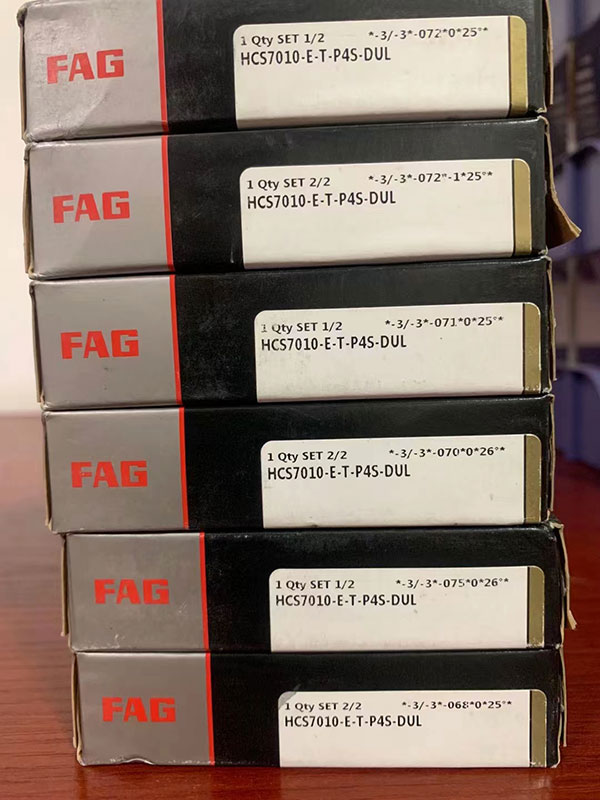 FAG
1 Qty SET 1/2 *-3/-3*-072*0*25°*
HCS7010-E-T-P4S-DUL
FAG
1 Qty SET 2/2 *-3/-3*-072*-1*25°*
HCS7010-E-T-P4S-DUL
FAG
1 Qty SET 1/2 *-3/-3*-071*0*25°*
HCS7010-E-T-P4S-DUL
FAG
1 Qty SET 2/2 *-3/-3*-070*0*26°*
HCS7010-E-T-P4S-DUL
FAG
1 Qty SET 1/2 *-3/-3*-075*0*26°*
HCS7010-E-T-P4S-DUL
FAG
1 Qty SET 2/2 *-3/-3*-068*0*25°*
HCS7010-E-T-P4S-DUL